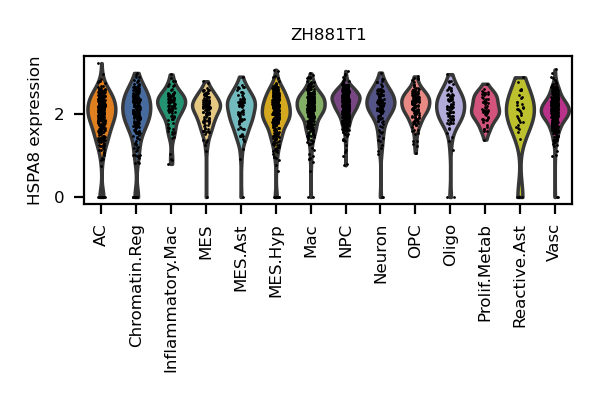 ZH881T1
HSPA8 expression
2
0
AC
Chromatin.Reg
Inflammatory.Mac
MES
MES.Ast
MES.Hyp
Mac
NPC
Neuron
OPC
Oligo
Prolif.Metab
Reactive.Ast
Vasc